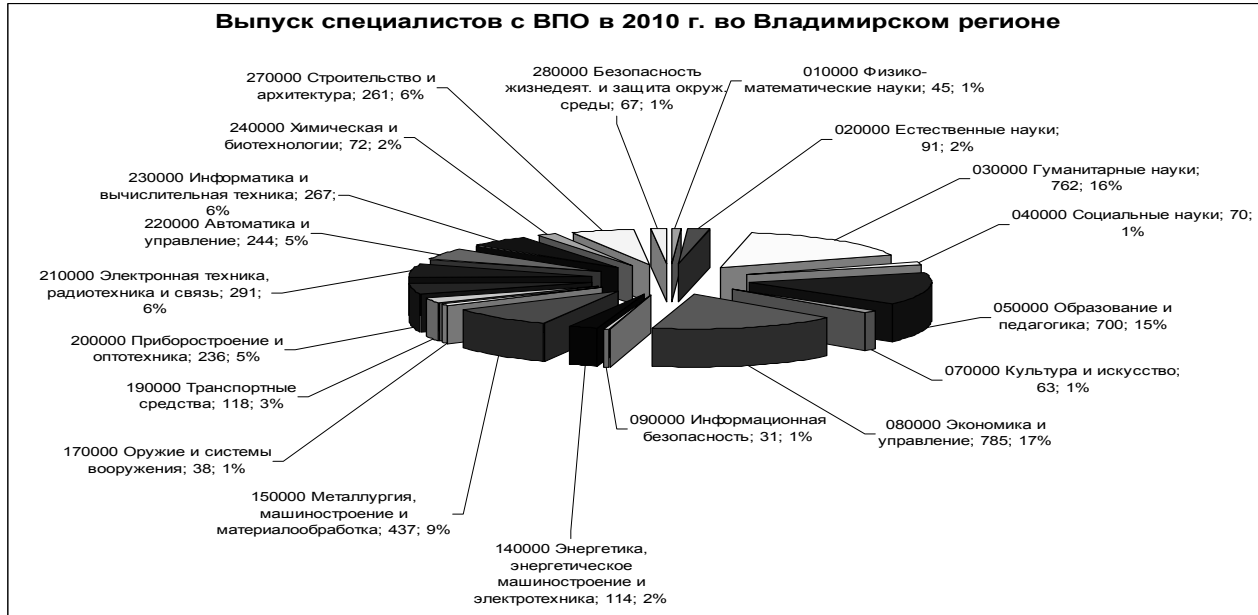 Выпуск специалистов с ВПО в 2010 г. во Владимирском регионе
010000 Физико-
математические науки; 45; 1%
020000 Естественные науки;
91; 2%
030000 Гуманитарные науки;
762; 16%
040000 Социальные науки; 70;
1%
050000 Образование и
педагогика; 700; 15%
070000 Культура и искусство;
63; 1%
080000 Экономика и
управление; 785; 17%
090000 Информационная
безопасность; 31; 1%
140000 Энергетика,
энергетическое
машиностроение и
электротехника; 114; 2%
150000 Металлургия,
машиностроение и
материалообработка; 437; 9%
170000 Оружие и системы
вооружения; 38; 1%
190000 Транспортные
средства; 118; 3%
200000 Приборостроение и
оптотехника; 236; 5%
210000 Электронная техника,
радиотехника и связь; 291;
6%
220000 Автоматика и
управление; 244; 5%
230000 Информатика и
вычислительная техника; 267;
6%
240000 Химическая и
биотехнологии; 72; 2%
270000 Строительство и
архитектура; 261; 6%
280000 Безопасность
жизнедеят. и защита окруж.
среды; 67; 1%